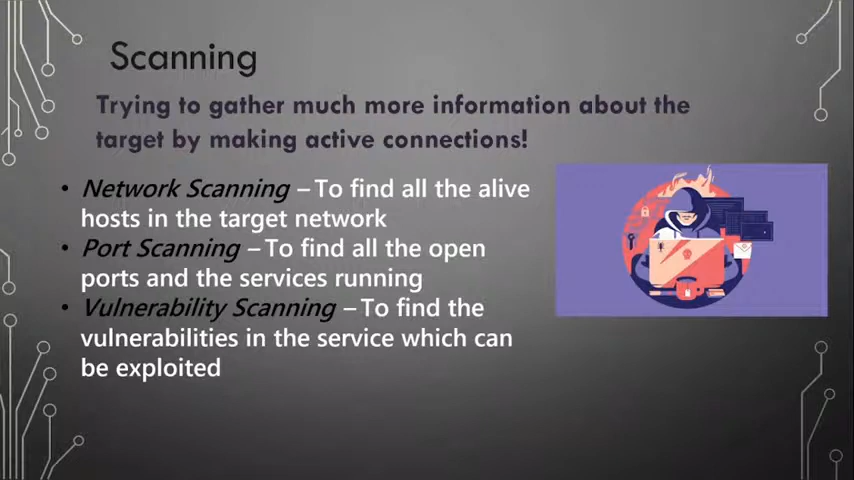 Scanning
Trying to gather much more information about the
target by making active connections!
• Network Scanning – To find all the alive
hosts in the target network
• Port Scanning – To find all the open
ports and the services running
• Vulnerability Scanning – To find the
vulnerabilities in the service which can
be exploited